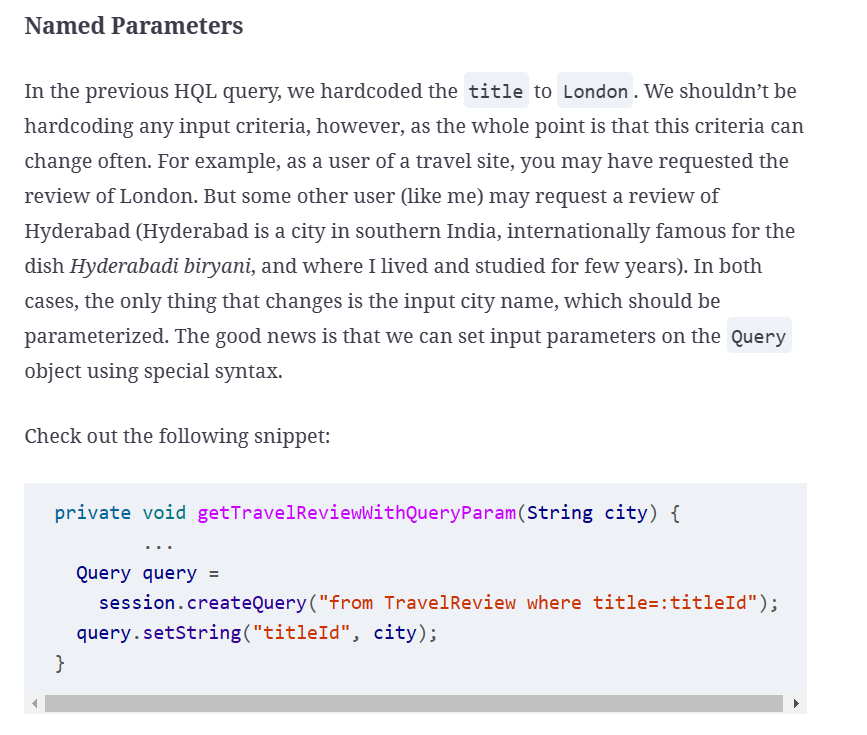 Named Parameters
In the previous HQL query, we hardcoded the title to London. We shouldn’t be
hardcoding any input criteria, however, as the whole point is that this criteria can
change often. For example, as a user of a travel site, you may have requested the
review of London. But some other user (like me) may request a review of
Hyderabad (Hyderabad is a city in southern India, internationally famous for the
dish Hyderabadi biryani, and where I lived and studied for few years). In both
cases, the only thing that changes is the input city name, which should be
parameterized. The good news is that we can set input parameters on the Query
object using special syntax.
Check out the following snippet:
private void getTravelReviewWithQueryParam(String city) {
...
Query query =
session.createQuery("from TravelReview where title=:titleId");
query.setString("titleId", city);
}